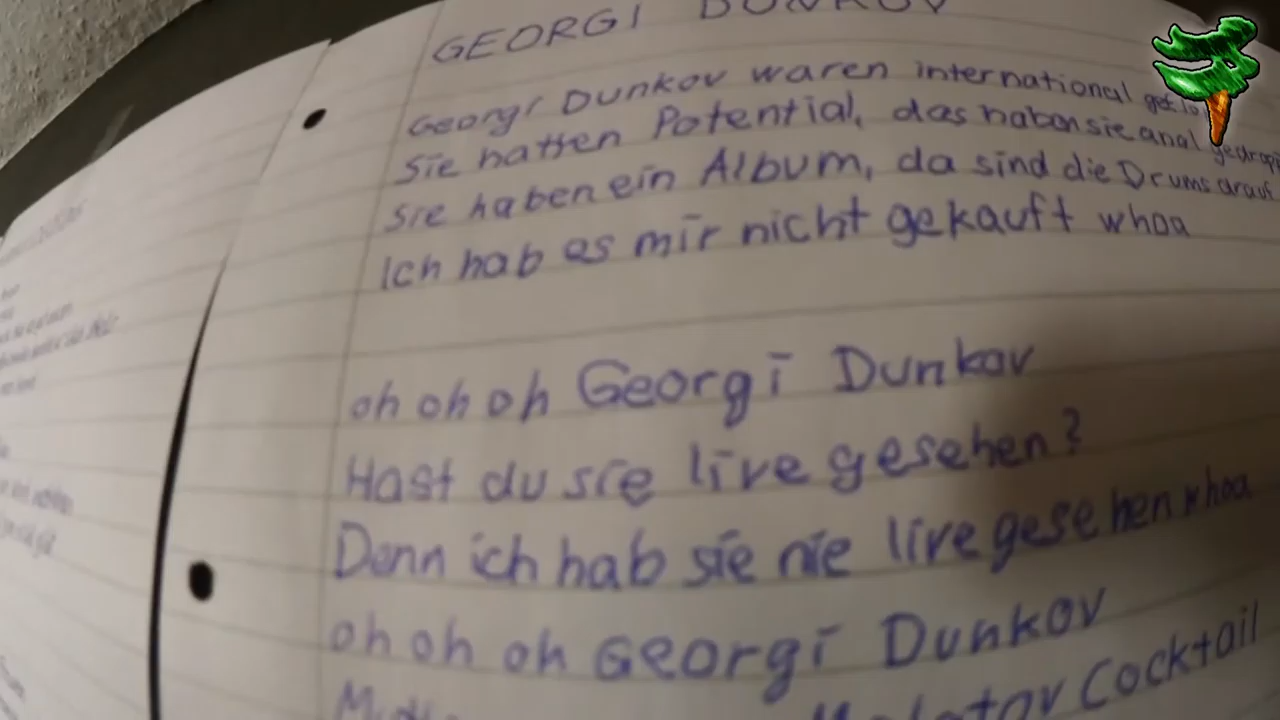 GEORGI DUNKOV
Georgi Dunkov waren international
Sie hatten Potential, das haben sie anal gedroppt
Sie haben ein Album, da sind die Drums drauf
Ich hab es mir nicht gekauft whoa
oh oh oh Georgi Dunkov
Hast du sie live gesehen?
Denn ich hab sie nie live gesehen whoa
oh oh oh Georgi Dunkov
Molotov Cocktail